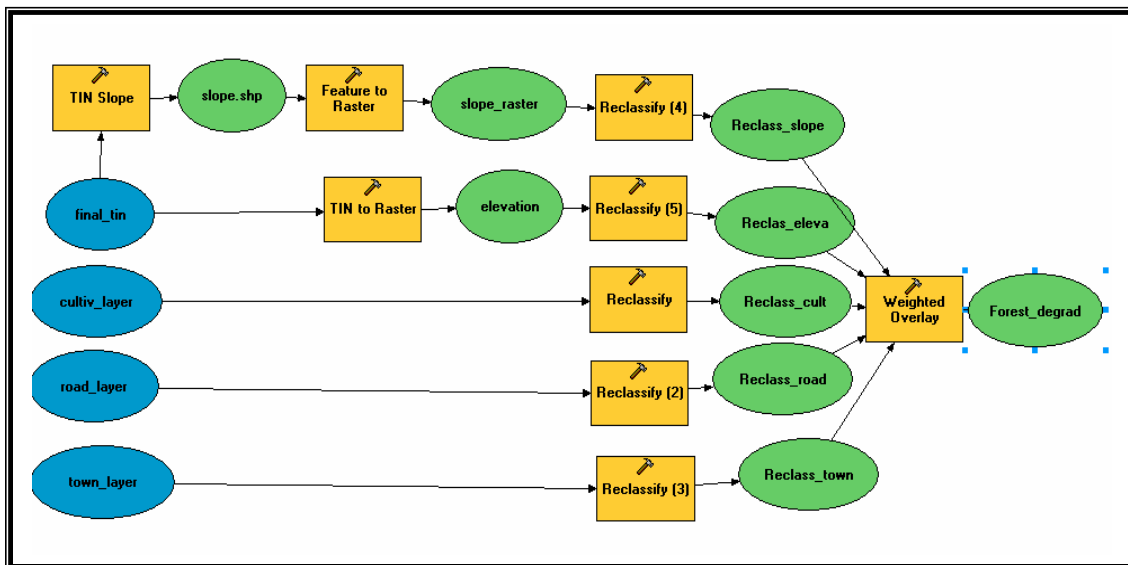 TIN Slope
slope.shp
Feature to
Raster
slope_raster
Reclassify (4)
Reclass_slope
final_tin
TIN to Raster
elevation
Reclassify (5)
Reclas_eleva
cultiv_layer
Reclassify
Reclass_cult
Weighted
Overlay
Forest_degrad
road_layer
Reclassify (2)
Reclass_road
town_layer
Reclassify (3)
Reclass_town